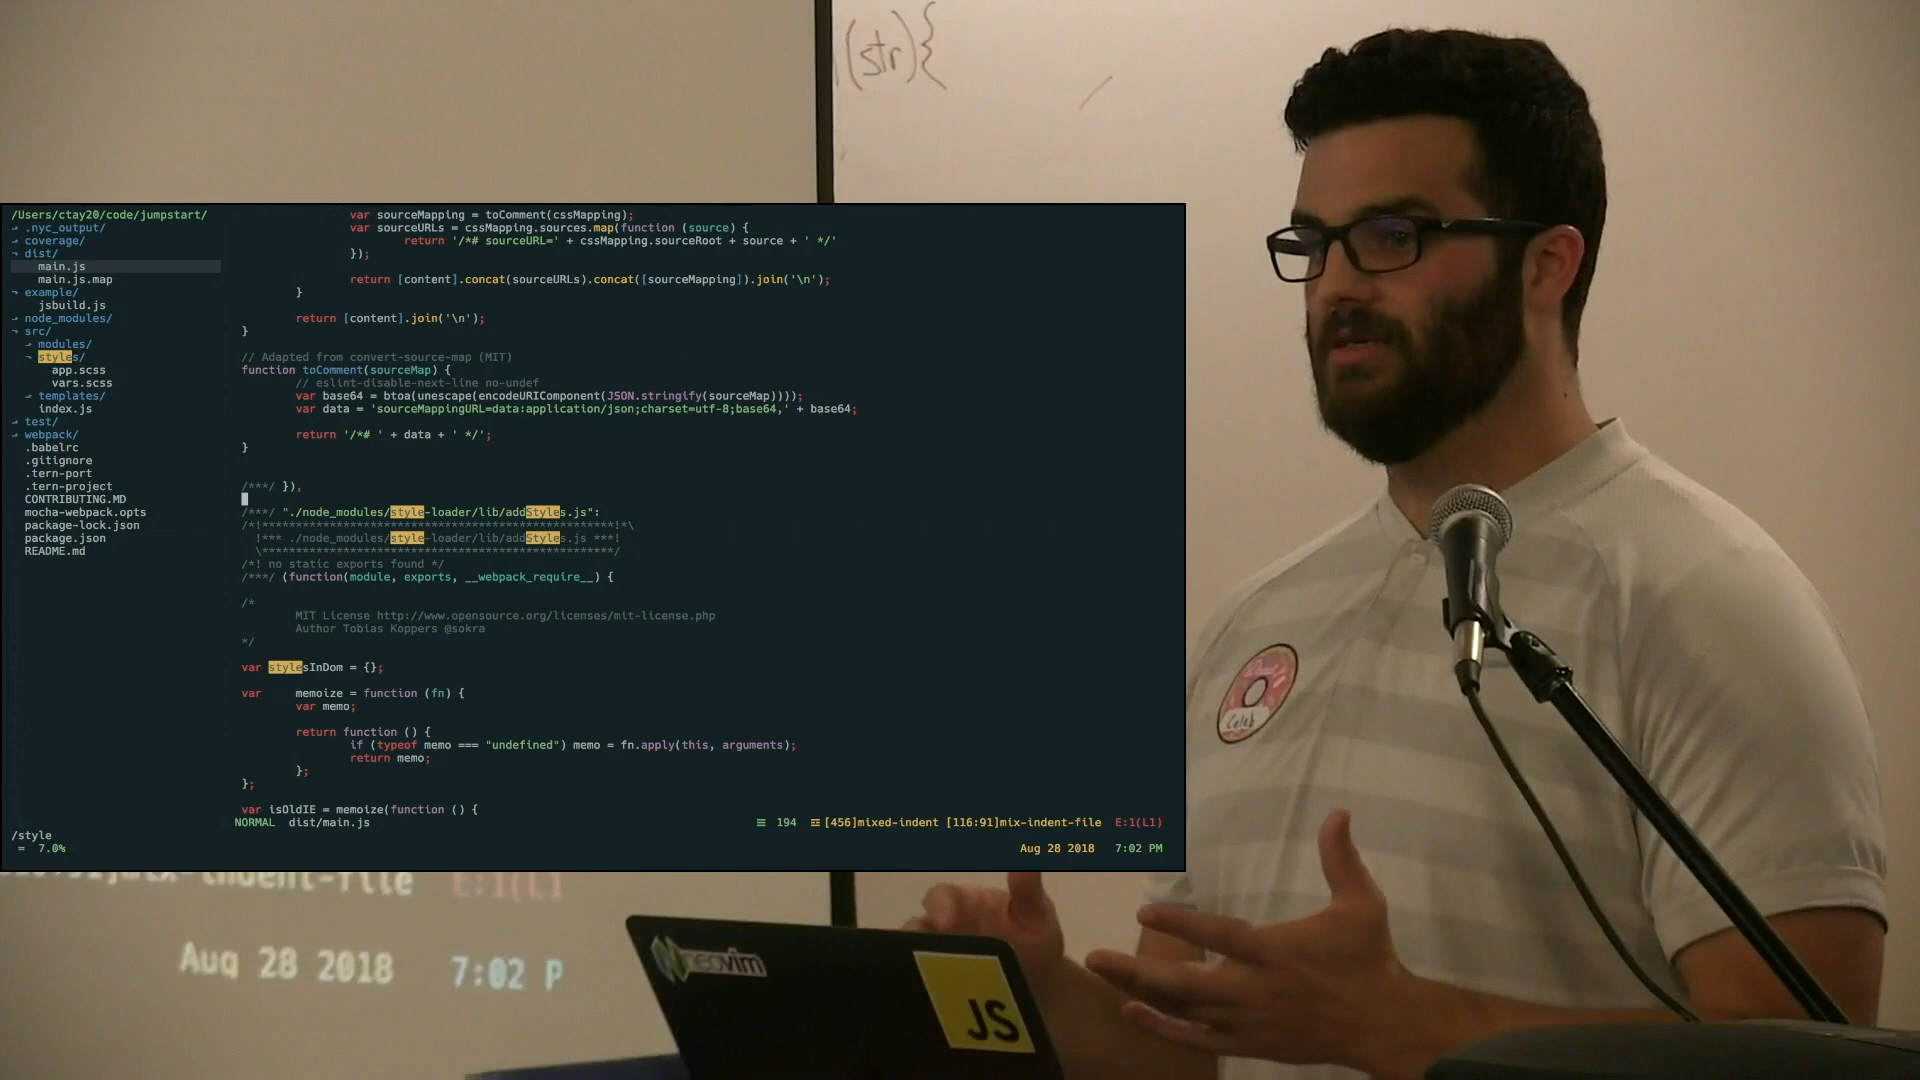 (str){
/Users/ctay20/code/jumpstart/
.nyc_output/
coverage/
dist/
main.js
main.js.map
example/
jsbuild.js
node_modules/
src/
modules/
styles/
app.scss
vars.scss
templates/
index.js
test/
webpack/
.babelrc
.gitignore
.tern-port
.tern-project
CONTRIBUTING.MD
mocha-webpack.opts
package-lock.json
package.json
README.md
var sourceMapping = toComment(cssMapping);
var sourceURLs = cssMapping.sources.map(function (source) {
return '/*# sourceURL=' + cssMapping.sourceRoot + source + ' */'
});
return [content].concat(sourceURLs).concat([sourceMapping]).join('\n');
}
return [content].join('\n');
}
// Adapted from convert-source-map (MIT)
function toComment(sourceMap) {
// eslint-disable-next-line no-undef
var base64 = btoa(unescape(encodeURIComponent(JSON.stringify(sourceMap))));
var data = 'sourceMappingURL=data:application/json;charset=utf-8;base64,' + base64;
return '/*# ' + data + ' */';
}
/***/ }),
/***/ "./node_modules/style-loader/lib/addStyles.js":
/*!****************************************************!*\
!*** ./node_modules/style-loader/lib/addStyles.js ***!
\****************************************************/
/*! no static exports found */
/***/ (function(module, exports, __webpack_require__) {
/*
MIT License http://www.opensource.org/licenses/mit-license.php
Author Tobias Koppers @sokra
*/
var stylesInDom = {};
var memoize = function (fn) {
var memo;
return function () {
if (typeof memo === "undefined") memo = fn.apply(this, arguments);
return memo;
};
};
var isOldIE = memoize(function () {
NORMAL dist/main.js ≡ 194 [456]mixed-indent [116:91]mix-indent-file E:1(L1)
/style
= 7.0% Aug 28 2018 7:02 PM
mix-indent-file E:1(L1
Aug 28 2018 7:02 P
neovim
JS
Caleb